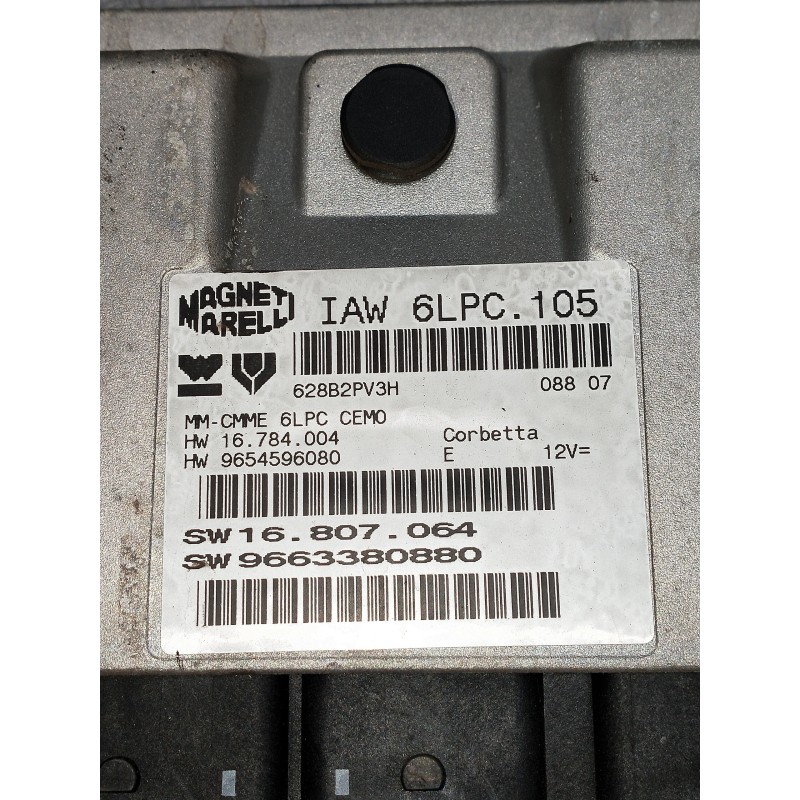 MAGNETI
MARELLI
IAW 6LPC.105
628B2PV3H 088 07
MM-CMME 6LPC CEMO
HW 16.784.004 Corbetta
HW 9654596080 E 12V=
SW 16.807.064
SW 9663380880